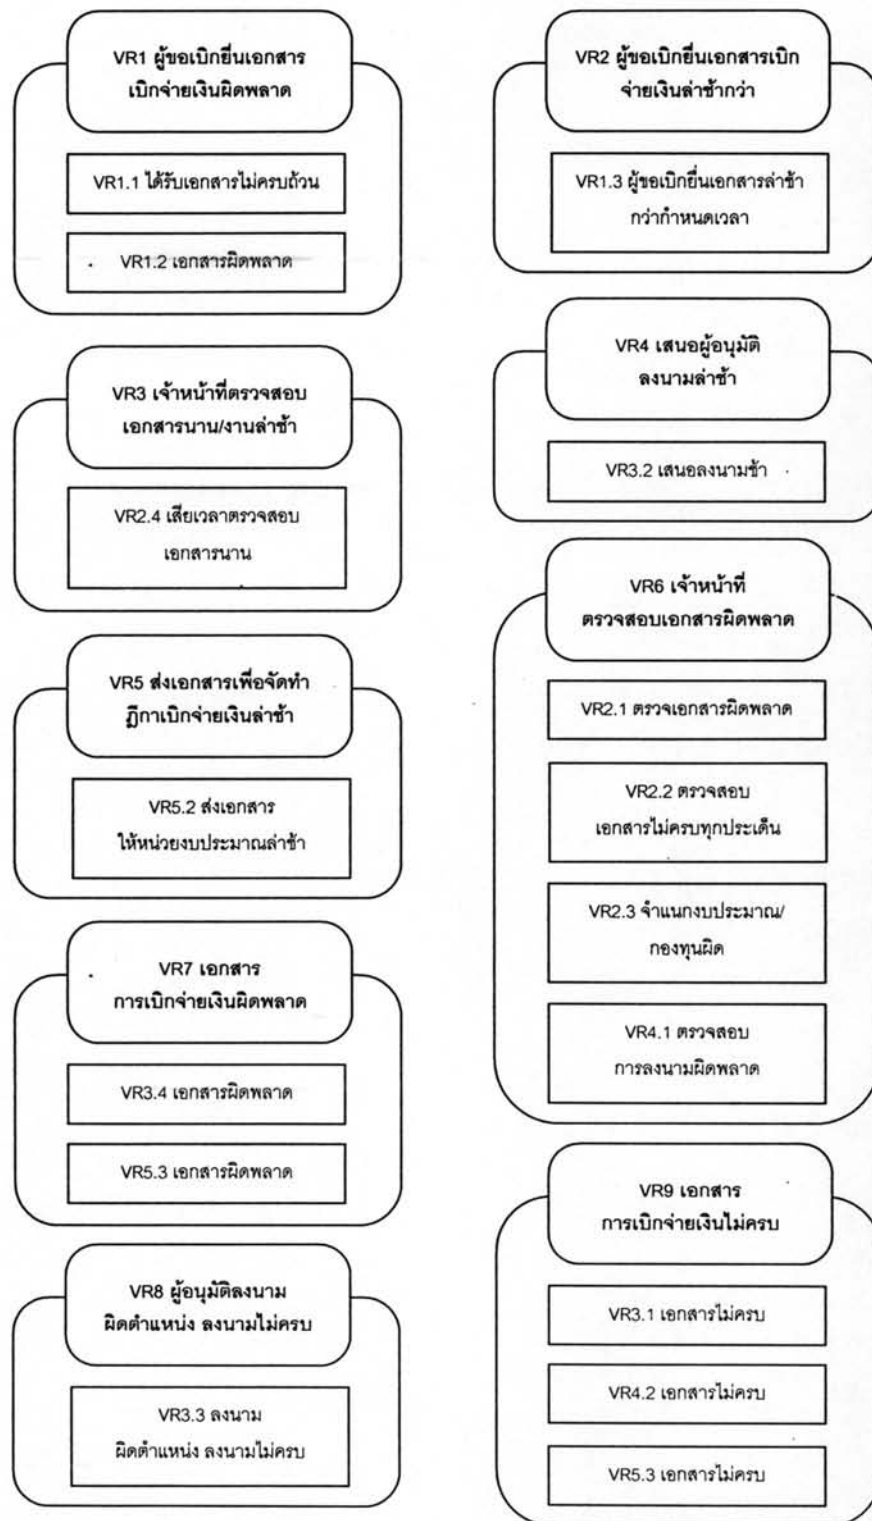 VR1 ผู้ขอเบิกยื่นเอกสาร
เบิกจ่ายเงินผิดพลาด
VR1.1 ได้รับเอกสารไม่ครบถ้วน
VR1.2 เอกสารผิดพลาด
VR2 ผู้ขอเบิกยื่นเอกสารเบิก
จ่ายเงินล่าช้ากว่า
VR1.3 ผู้ขอเบิกยื่นเอกสารล่าช้า
กว่ากำหนดเวลา
VR3 เจ้าหน้าที่ตรวจสอบ
เอกสารนาน/งานล่าช้า
VR2.4 เสียเวลาตรวจสอบ
เอกสารนาน
VR4 เสนอผู้อนุมัติ
ลงนามล่าช้า
VR3.2 เสนอลงนามช้า
VR5 ส่งเอกสารเพื่อจัดทำ
ฎีกาเบิกจ่ายเงินล่าช้า
VR5.2 ส่งเอกสาร
ให้หน่วยงบประมาณล่าช้า
VR6 เจ้าหน้าที่
ตรวจสอบเอกสารผิดพลาด
VR2.1 ตรวจเอกสารผิดพลาด
VR2.2 ตรวจสอบ
เอกสารไม่ครบทุกประเด็น
VR2.3 จำแนกงบประมาณ/
กองทุนผิด
VR4.1 ตรวจสอบ
การลงนามผิดพลาด
VR7 เอกสาร
การเบิกจ่ายเงินผิดพลาด
VR3.4 เอกสารผิดพลาด
VR5.3 เอกสารผิดพลาด
VR8 ผู้อนุมัติลงนาม
ผิดตำแหน่ง ลงนามไม่ครบ
VR3.3 ลงนาม
ผิดตำแหน่ง ลงนามไม่ครบ
VR9 เอกสาร
การเบิกจ่ายเงินไม่ครบ
VR3.1 เอกสารไม่ครบ
VR4.2 เอกสารไม่ครบ
VR5.3 เอกสารไม่ครบ